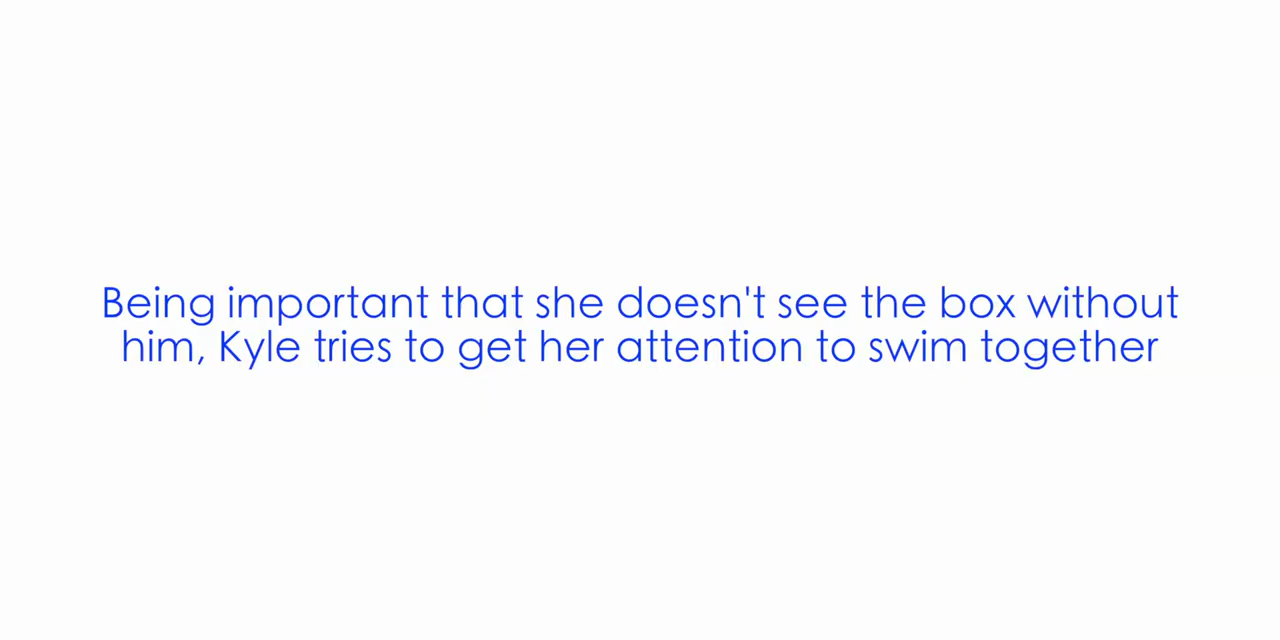 Being important that she doesn't see the box without
him, Kyle tries to get her attention to swim together